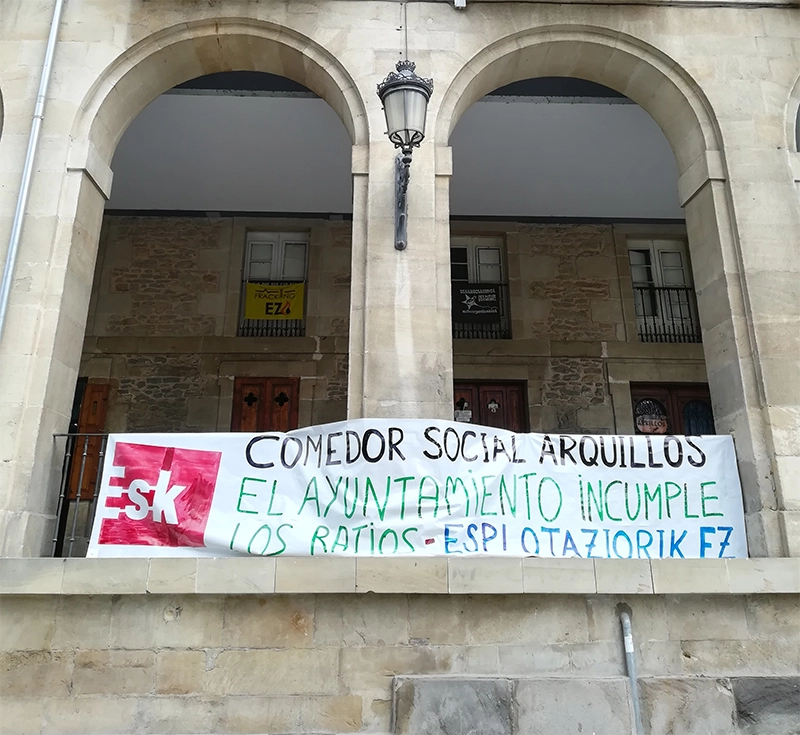 FRACKING
EZ
Esk
COMEDOR SOCIAL ARQUILLOS
EL AYUNTAMIENTO INCUMPLE
LOS RATIOS - ESPLOTAZIORIK EZ